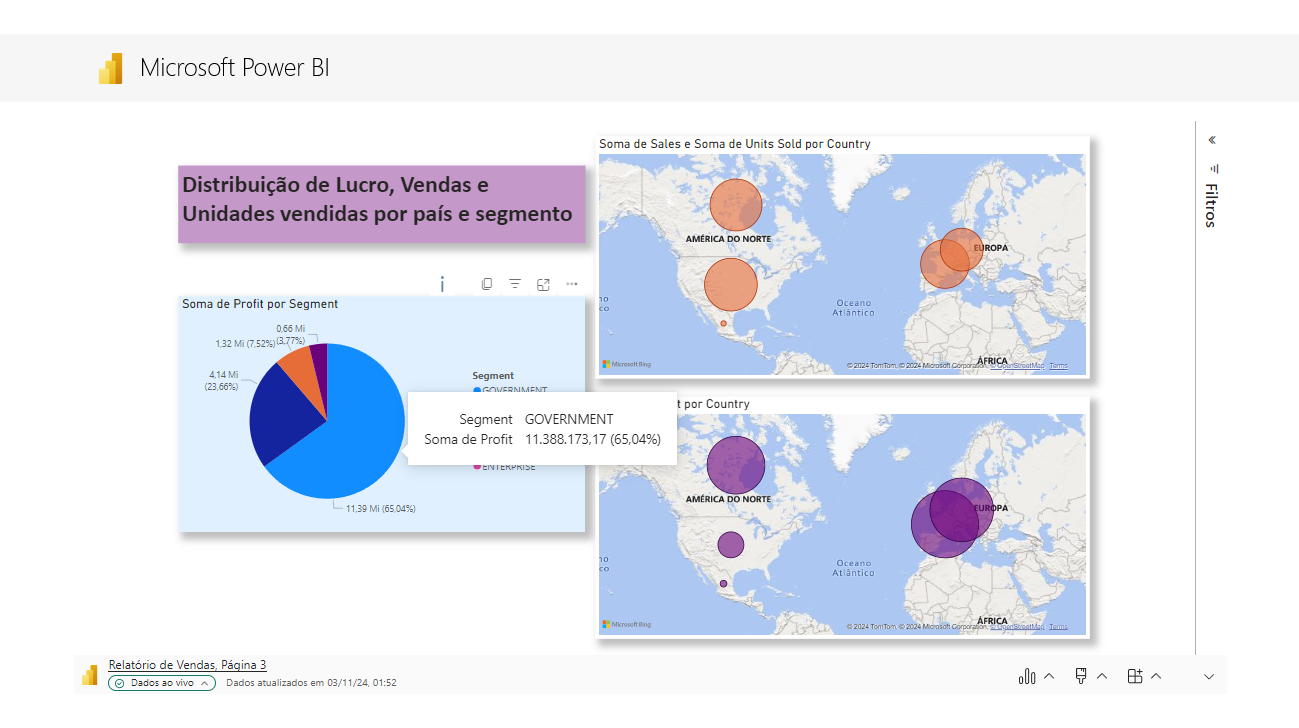 Microsoft Power BI
Distribuição de Lucro, Vendas e
Unidades vendidas por país e segmento
Soma de Profit por Segment
0,66 Mi
(3,77%)
1,32 Mi (7,52%)
4,14 Mi
(23,66%)
11,39 Mi (65,04%)
Segment
GOVERNMENT
ENTERPRISE
Segment GOVERNMENT
Soma de Profit 11.388.173,17 (65,04%)
Soma de Sales e Soma de Units Sold por Country
AMÉRICA DO NORTE
EUROPA
Oceano
Atlântico
ÁFRICA
Microsoft Bing
© 2024 TomTom, © 2024 Microsoft Corporation, © OpenStreetMap Terms
t por Country
AMÉRICA DO NORTE
EUROPA
Oceano
Atlântico
ÁFRICA
Microsoft Bing
© 2024 TomTom, © 2024 Microsoft Corporation, © OpenStreetMap Terms
Filtros
Relatório de Vendas, Página 3
Dados ao vivo
Dados atualizados em 03/11/24, 01:52